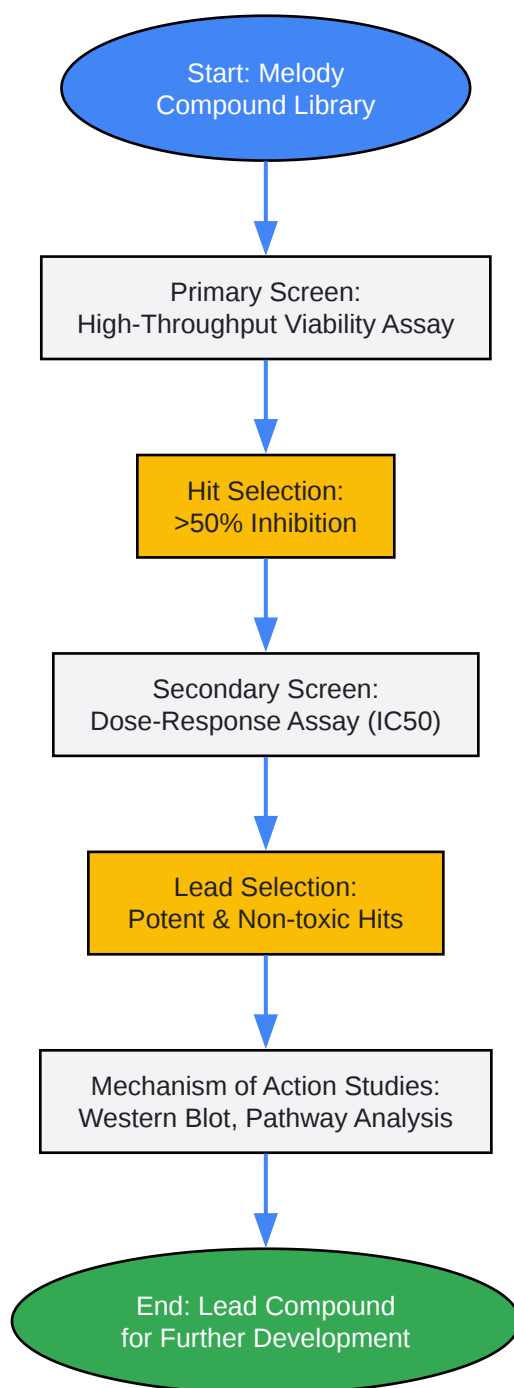 Start: Melody
Compound Library
Primary Screen:
High-Throughput Viability Assay
Hit Selection:
>50% Inhibition
Secondary Screen:
Dose-Response Assay (IC50)
Lead Selection:
Potent & Non-toxic Hits
Mechanism of Action Studies:
Western Blot, Pathway Analysis
End: Lead Compound
for Further Development